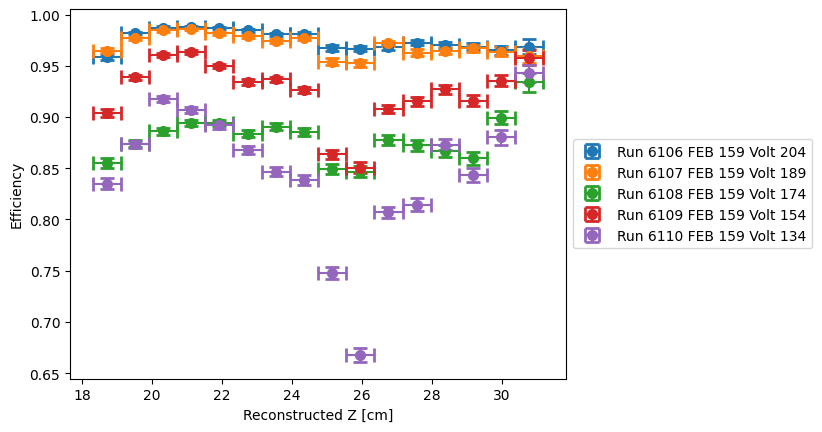 1.00
0.95
0.90
0.85
0.80
0.75
0.70
0.65
Efficiency
18
20
22
24
26
28
30
Reconstructed Z [cm]
Run 6106 FEB 159 Volt 204
Run 6107 FEB 159 Volt 189
Run 6108 FEB 159 Volt 174
Run 6109 FEB 159 Volt 154
Run 6110 FEB 159 Volt 134